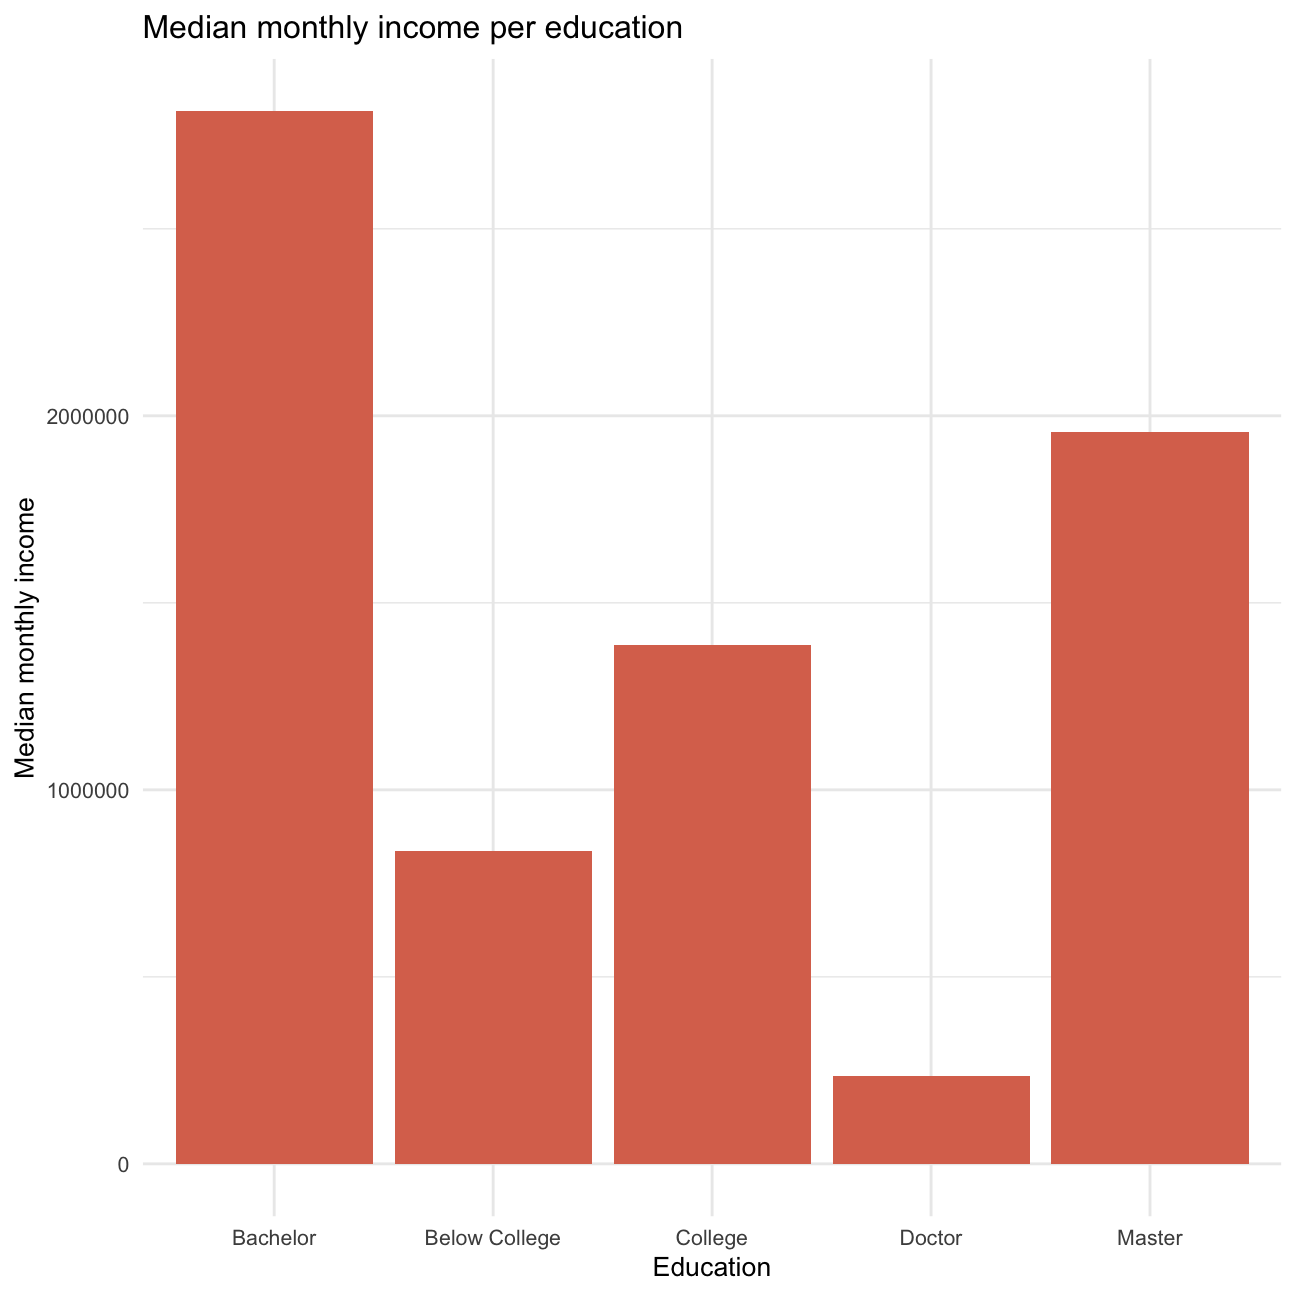 Median monthly income per education
Median monthly income
2000000
1000000
0
Bachelor
Below College
College
Doctor
Master
Education